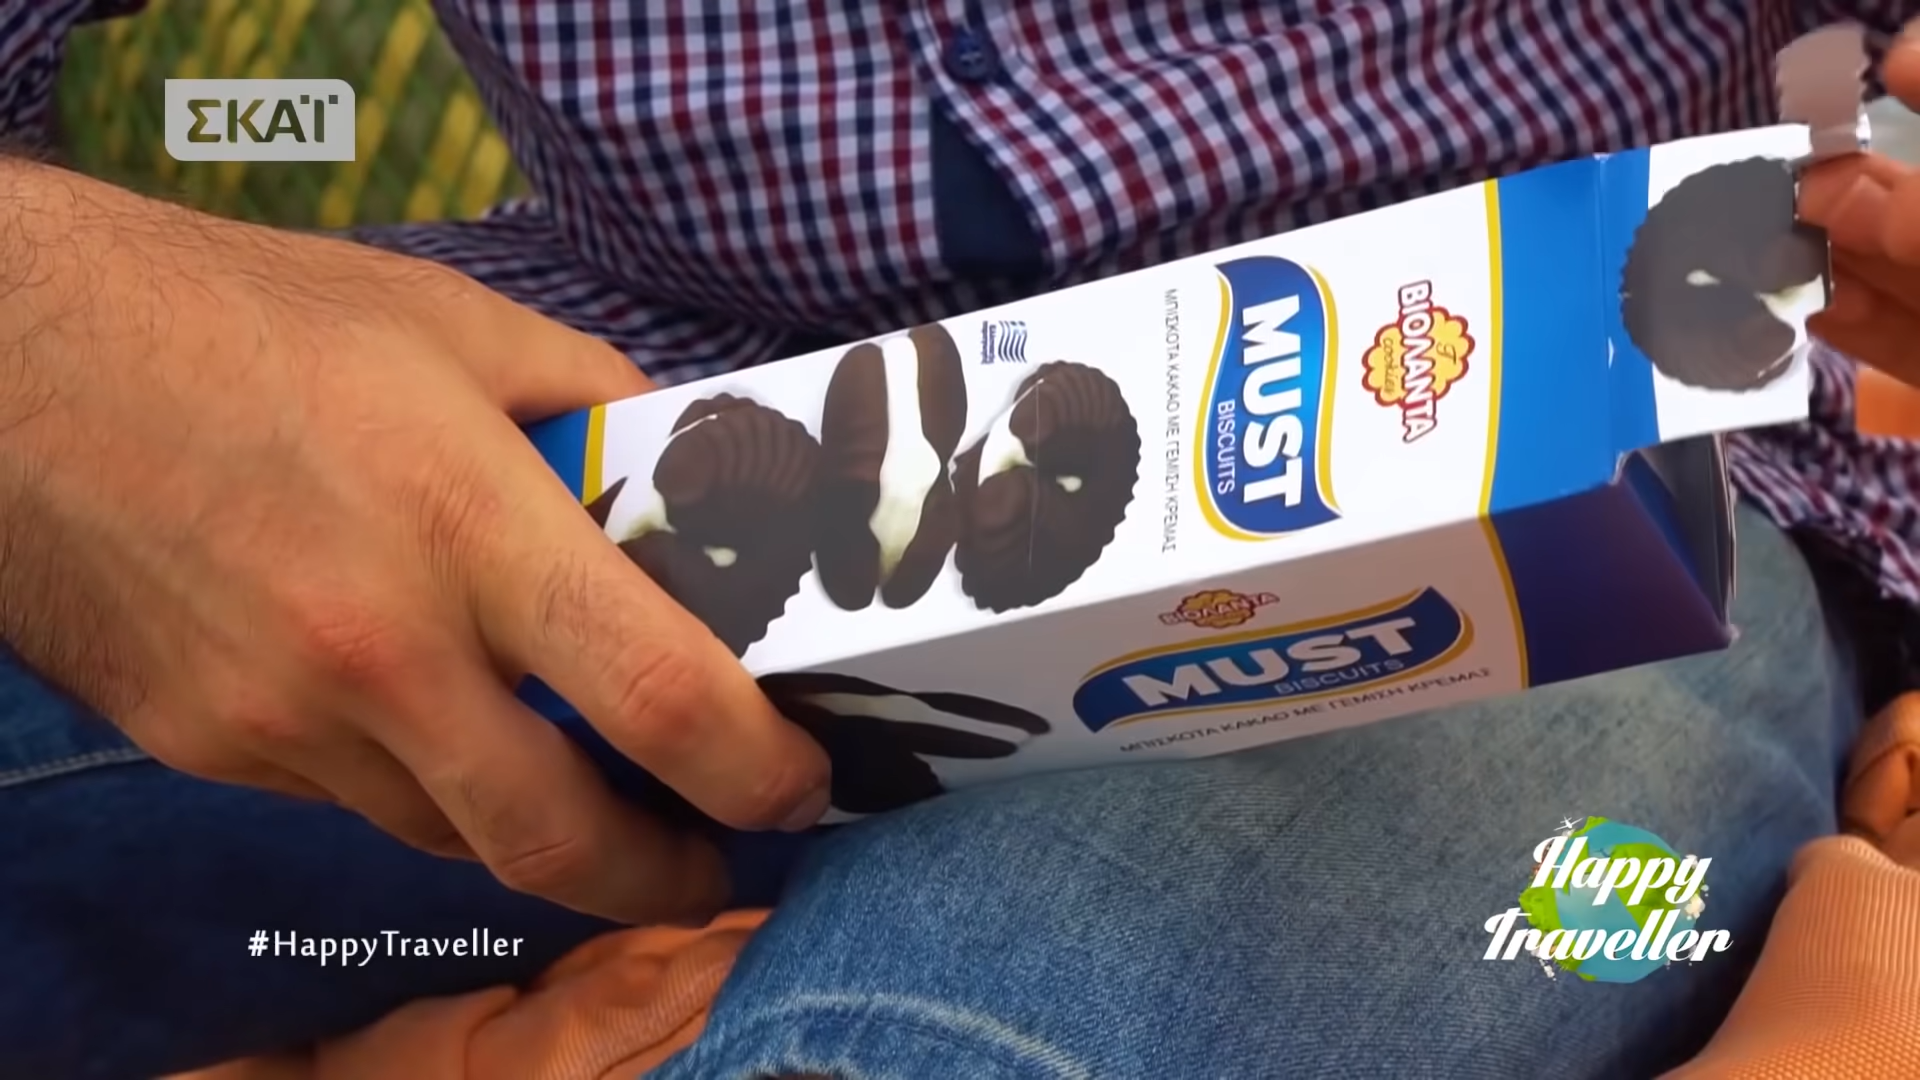 ΣΚΑΪ
ΒΙΟΛΑΝΤΑ
cookies
MUST
BISCUITS
ΜΠΙΣΚΟΤΑ ΚΑΚΑΟ ΜΕ ΓΕΜΙΣΗ ΚΡΕΜΑΣ
ΒΙΟΛΑΝΤΑ
MUST
BISCUITS
ΜΠΙΣΚΟΤΑ ΚΑΚΑΟ ΜΕ ΓΕΜΙΣΗ ΚΡΕΜΑΣ
#HappyTraveller
Happy
Traveller